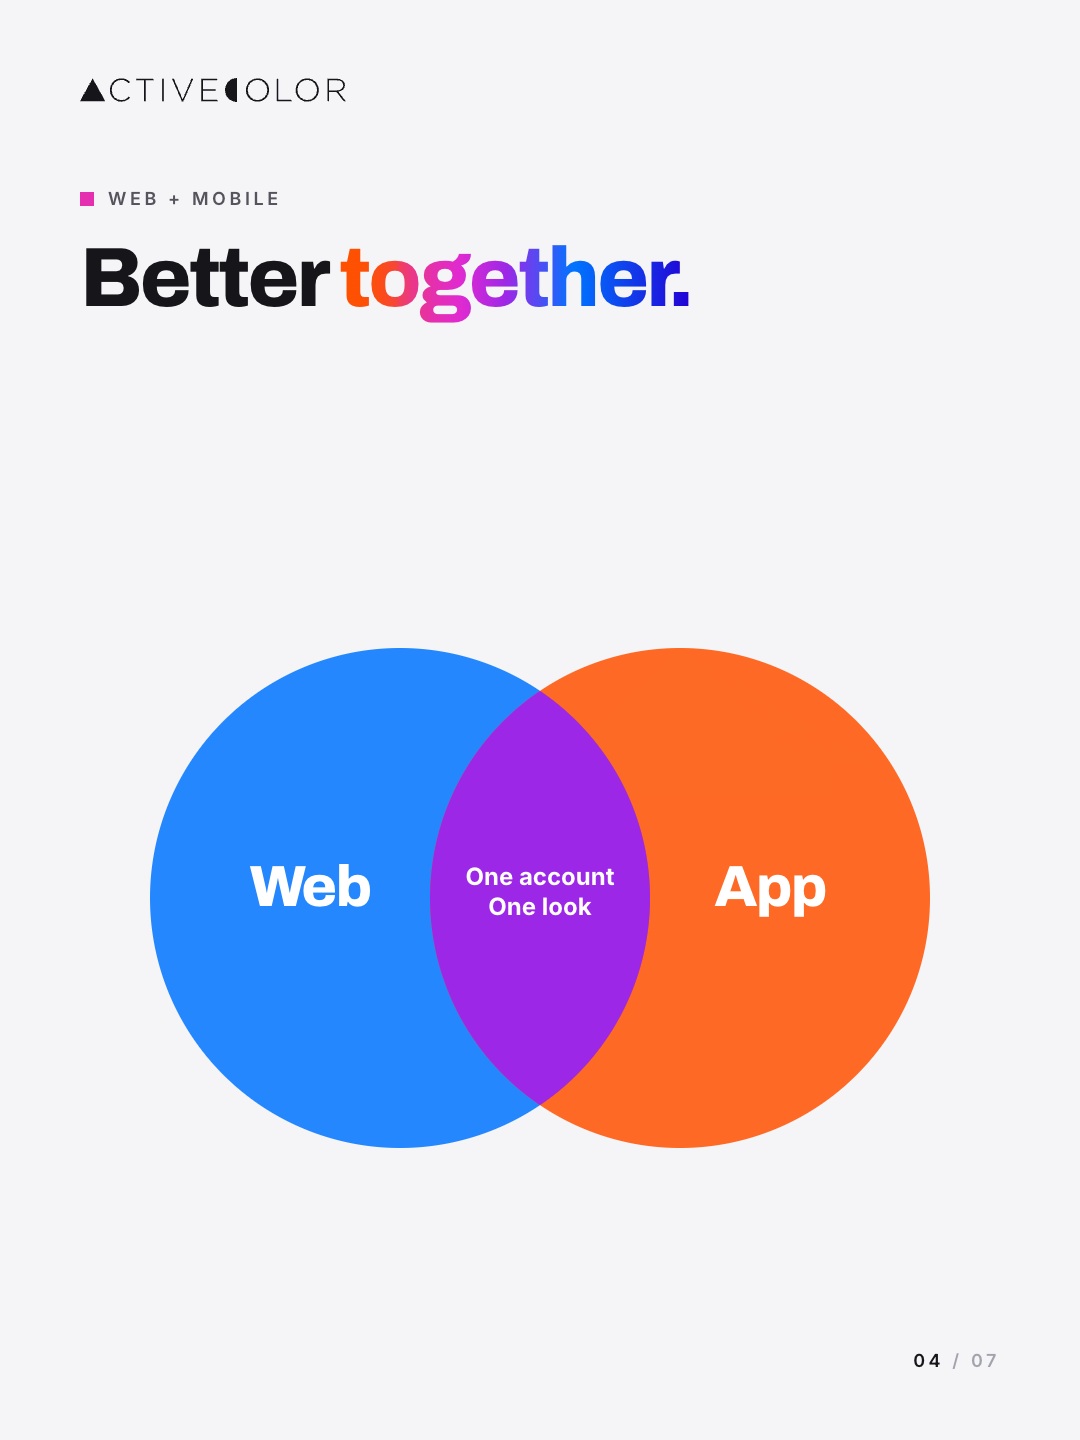 ACTIVECOLOR
WEB + MOBILE
Better together.
Web
One account
One look
App
04 / 07